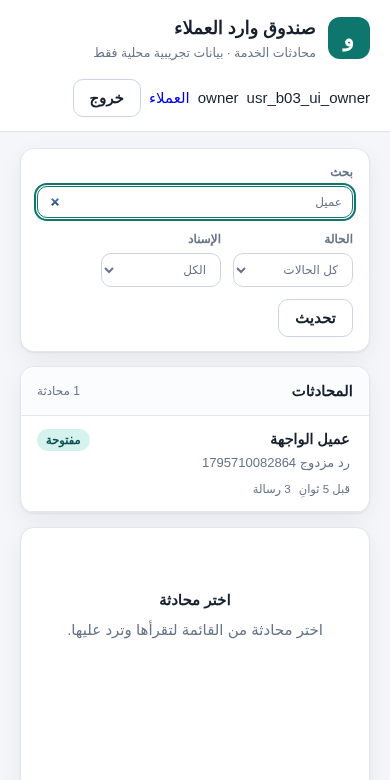 و
صندوق وارد العملاء
محادثات الخدمة · بيانات تجريبية محلية فقط
usr_b03_ui_owner owner العملاء خروج
بحث
عميل ×
الحالة الإسناد
كل الحالات الكل
تحديث
المحادثات 1 محادثة
عميل الواجهة مفتوحة
رد مزدوج 1795710082864
قبل 5 ثوانٍ 3 رسالة
اختر محادثة
اختر محادثة من القائمة لتقرأها وترد عليها.